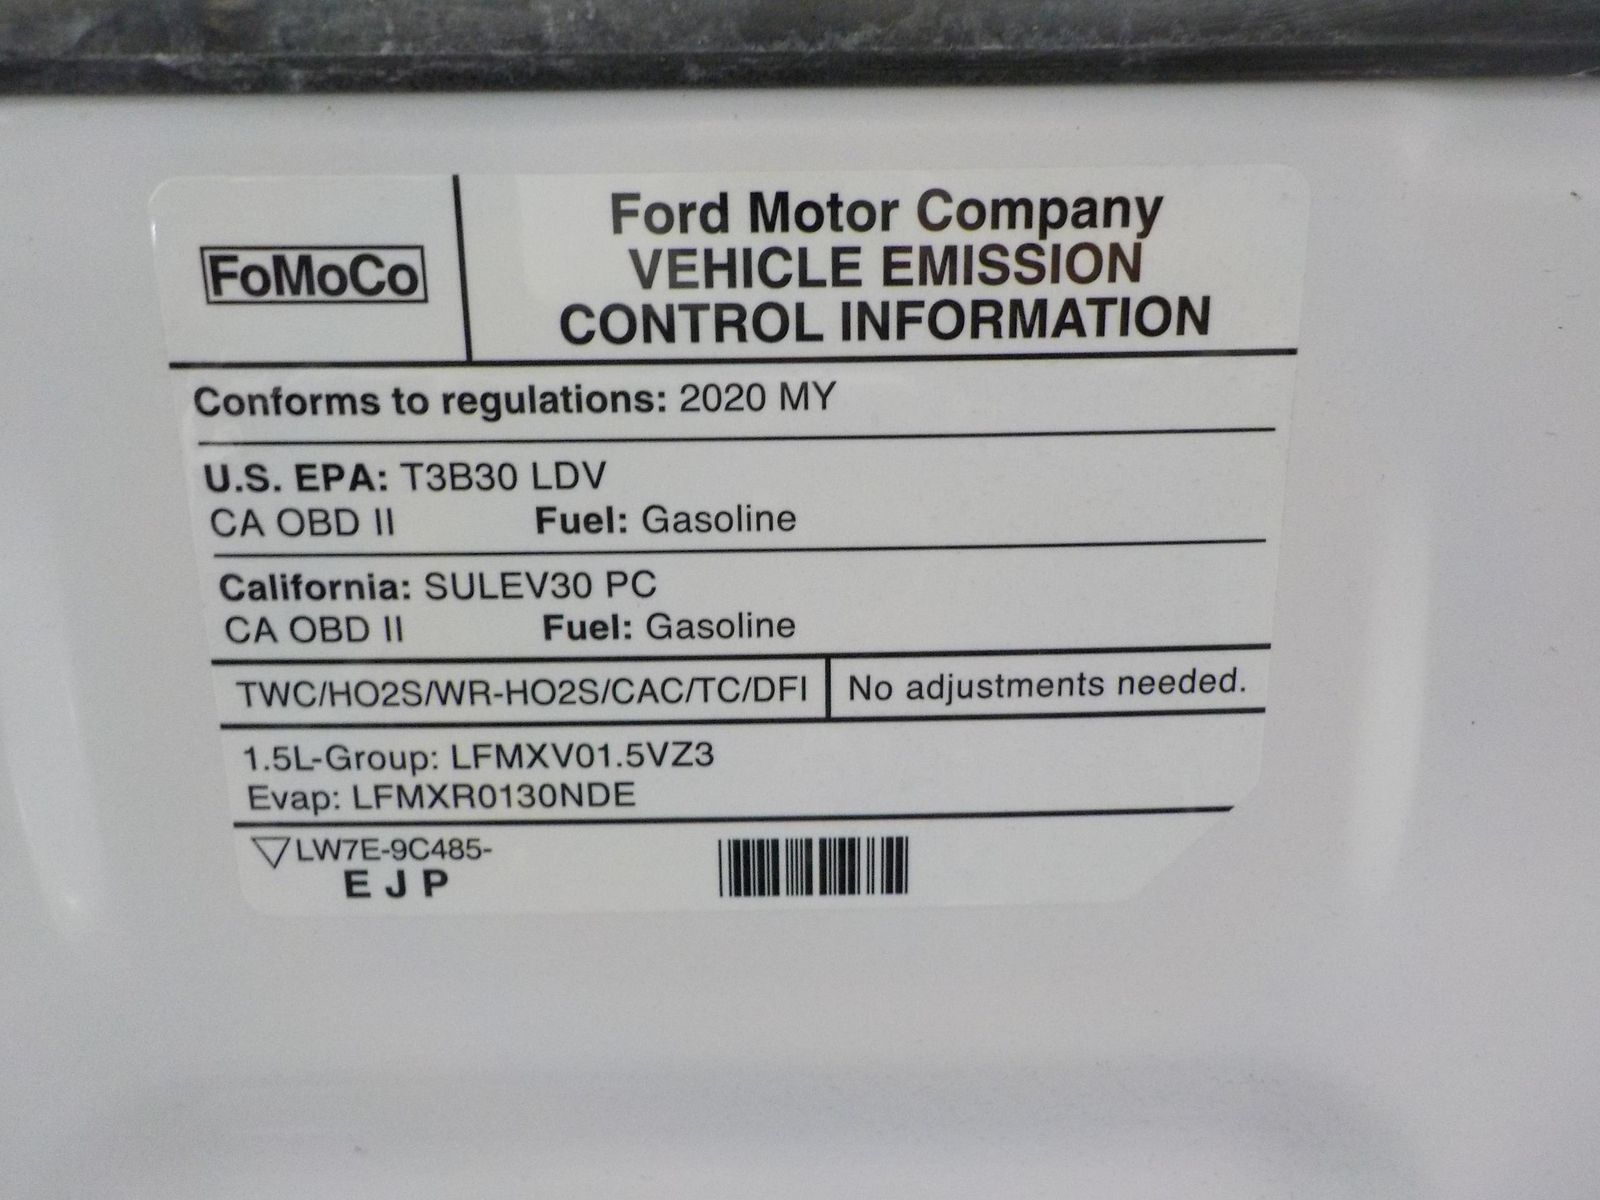 FoMoCo
Ford Motor Company
VEHICLE EMISSION
CONTROL INFORMATION
Conforms to regulations: 2020 MY
U.S. EPA: T3B30 LDV
CA OBD II Fuel: Gasoline
California: SULEV30 PC
CA OBD II Fuel: Gasoline
TWC/HO2S/WR-HO2S/CAC/TC/DFI No adjustments needed.
1.5L-Group: LFMXV01.5VZ3
Evap: LFMXR0130NDE
LW7E-9C485-
E J P